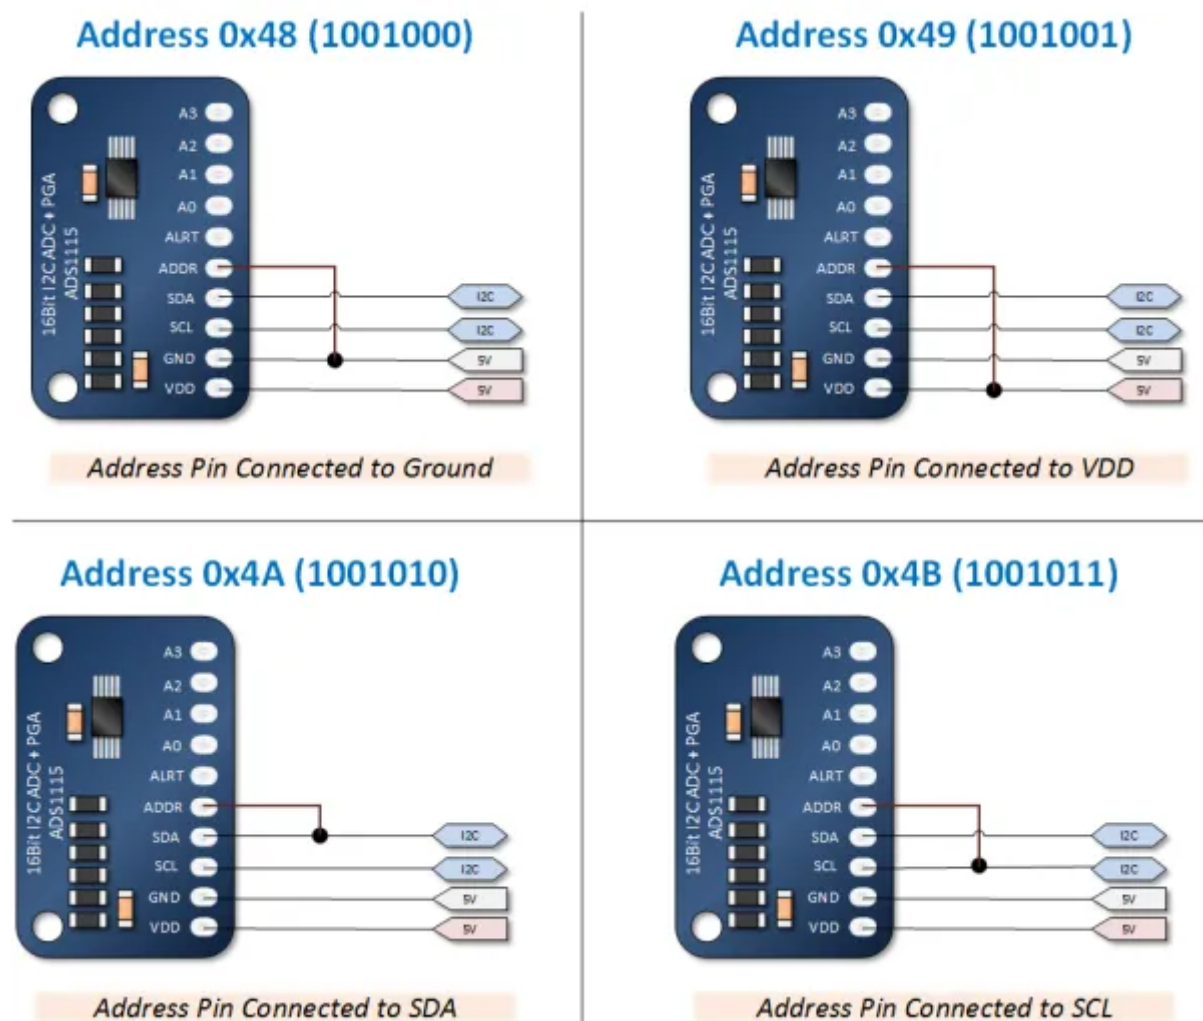 Address 0x48 (1001000)
A3
A2
A1
A0
ALRT
ADDR
SDA
SCL
GND
VDD
16Bit I2C ADC + PGA
ADS1115
I2C
I2C
5V
5V
Address Pin Connected to Ground
Address 0x49 (1001001)
A3
A2
A1
A0
ALRT
ADDR
SDA
SCL
GND
VDD
16Bit I2C ADC + PGA
ADS1115
I2C
I2C
5V
5V
Address Pin Connected to VDD
Address 0x4A (1001010)
A3
A2
A1
A0
ALRT
ADDR
SDA
SCL
GND
VDD
16Bit I2C ADC + PGA
ADS1115
I2C
I2C
5V
5V
Address Pin Connected to SDA
Address 0x4B (1001011)
A3
A2
A1
A0
ALRT
ADDR
SDA
SCL
GND
VDD
16Bit I2C ADC + PGA
ADS1115
I2C
I2C
5V
5V
Address Pin Connected to SCL